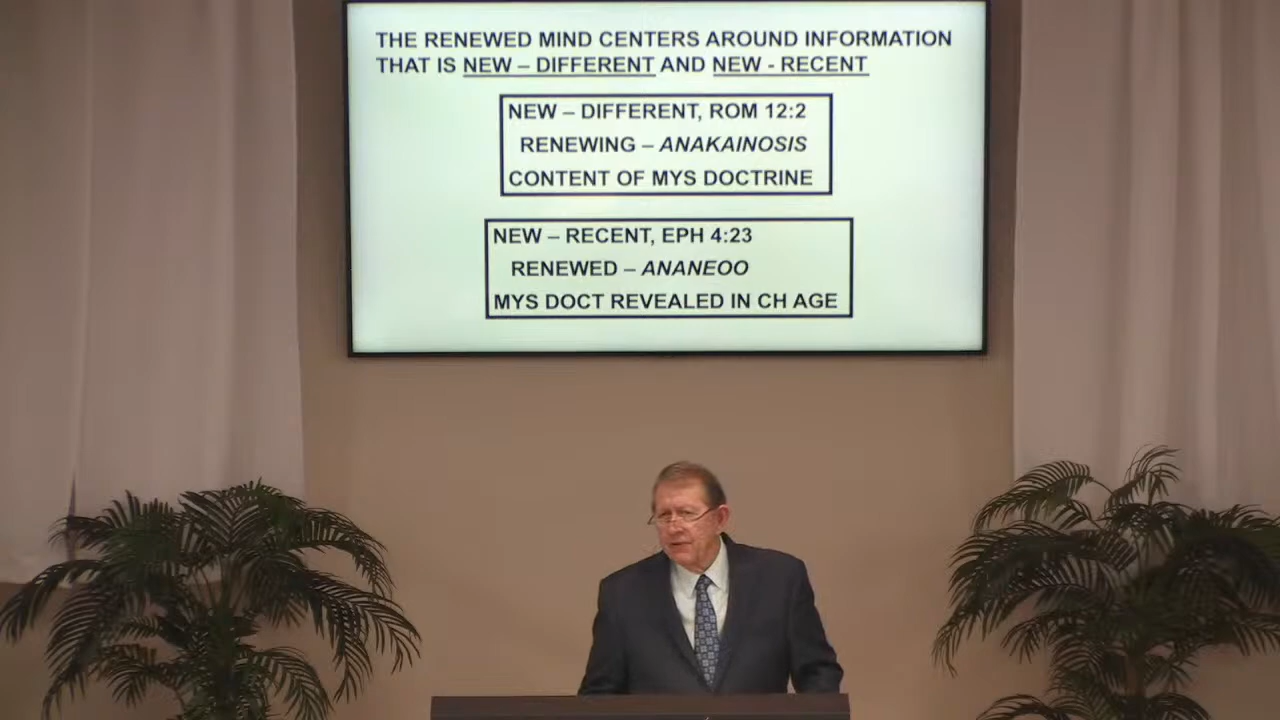 THE RENEWED MIND CENTERS AROUND INFORMATION
THAT IS NEW – DIFFERENT AND NEW - RECENT
NEW – DIFFERENT, ROM 12:2
RENEWING – ANAKAINOSIS
CONTENT OF MYS DOCTRINE
NEW – RECENT, EPH 4:23
RENEWED – ANANEOO
MYS DOCT REVEALED IN CH AGE